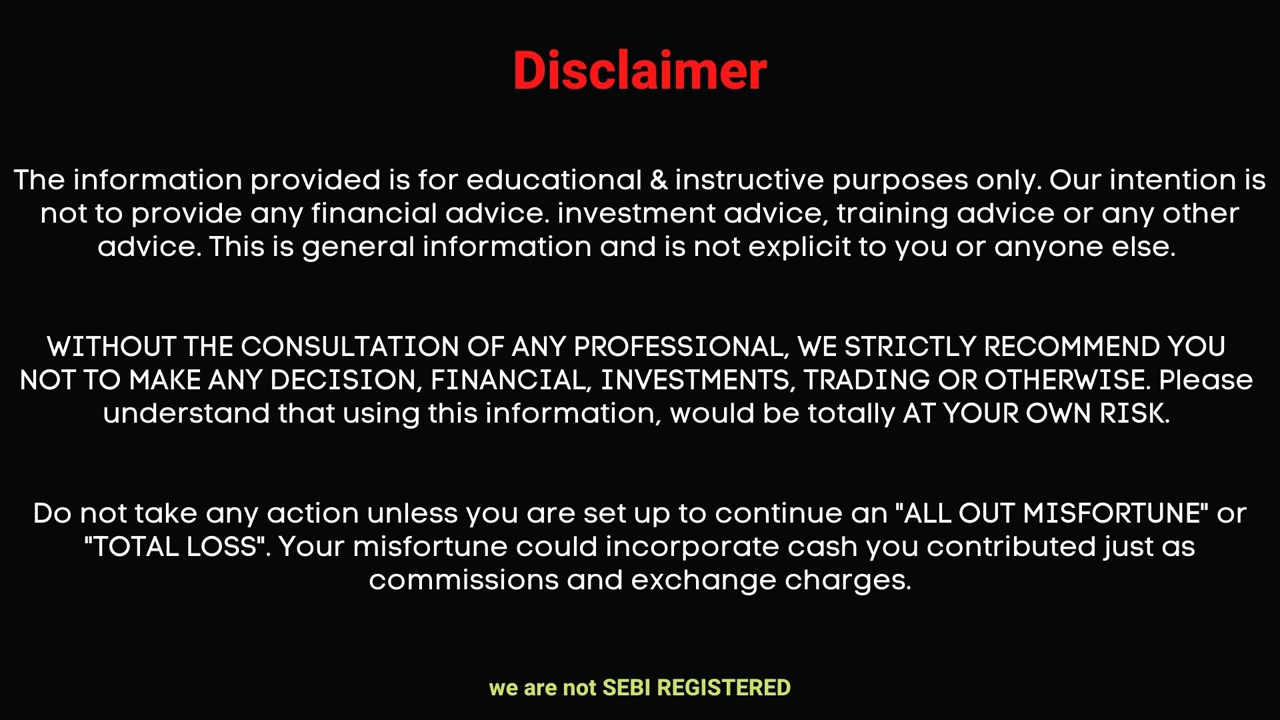 Disclaimer
The information provided is for educational & instructive purposes only. Our intention is
not to provide any financial advice. investment advice, training advice or any other
advice. This is general information and is not explicit to you or anyone else.
WITHOUT THE CONSULTATION OF ANY PROFESSIONAL, WE STRICTLY RECOMMEND YOU
NOT TO MAKE ANY DECISION, FINANCIAL, INVESTMENTS, TRADING OR OTHERWISE. Please
understand that using this information, would be totally AT YOUR OWN RISK.
Do not take any action unless you are set up to continue an "ALL OUT MISFORTUNE" or
"TOTAL LOSS". Your misfortune could incorporate cash you contributed just as
commissions and exchange charges.
we are not SEBI REGISTERED